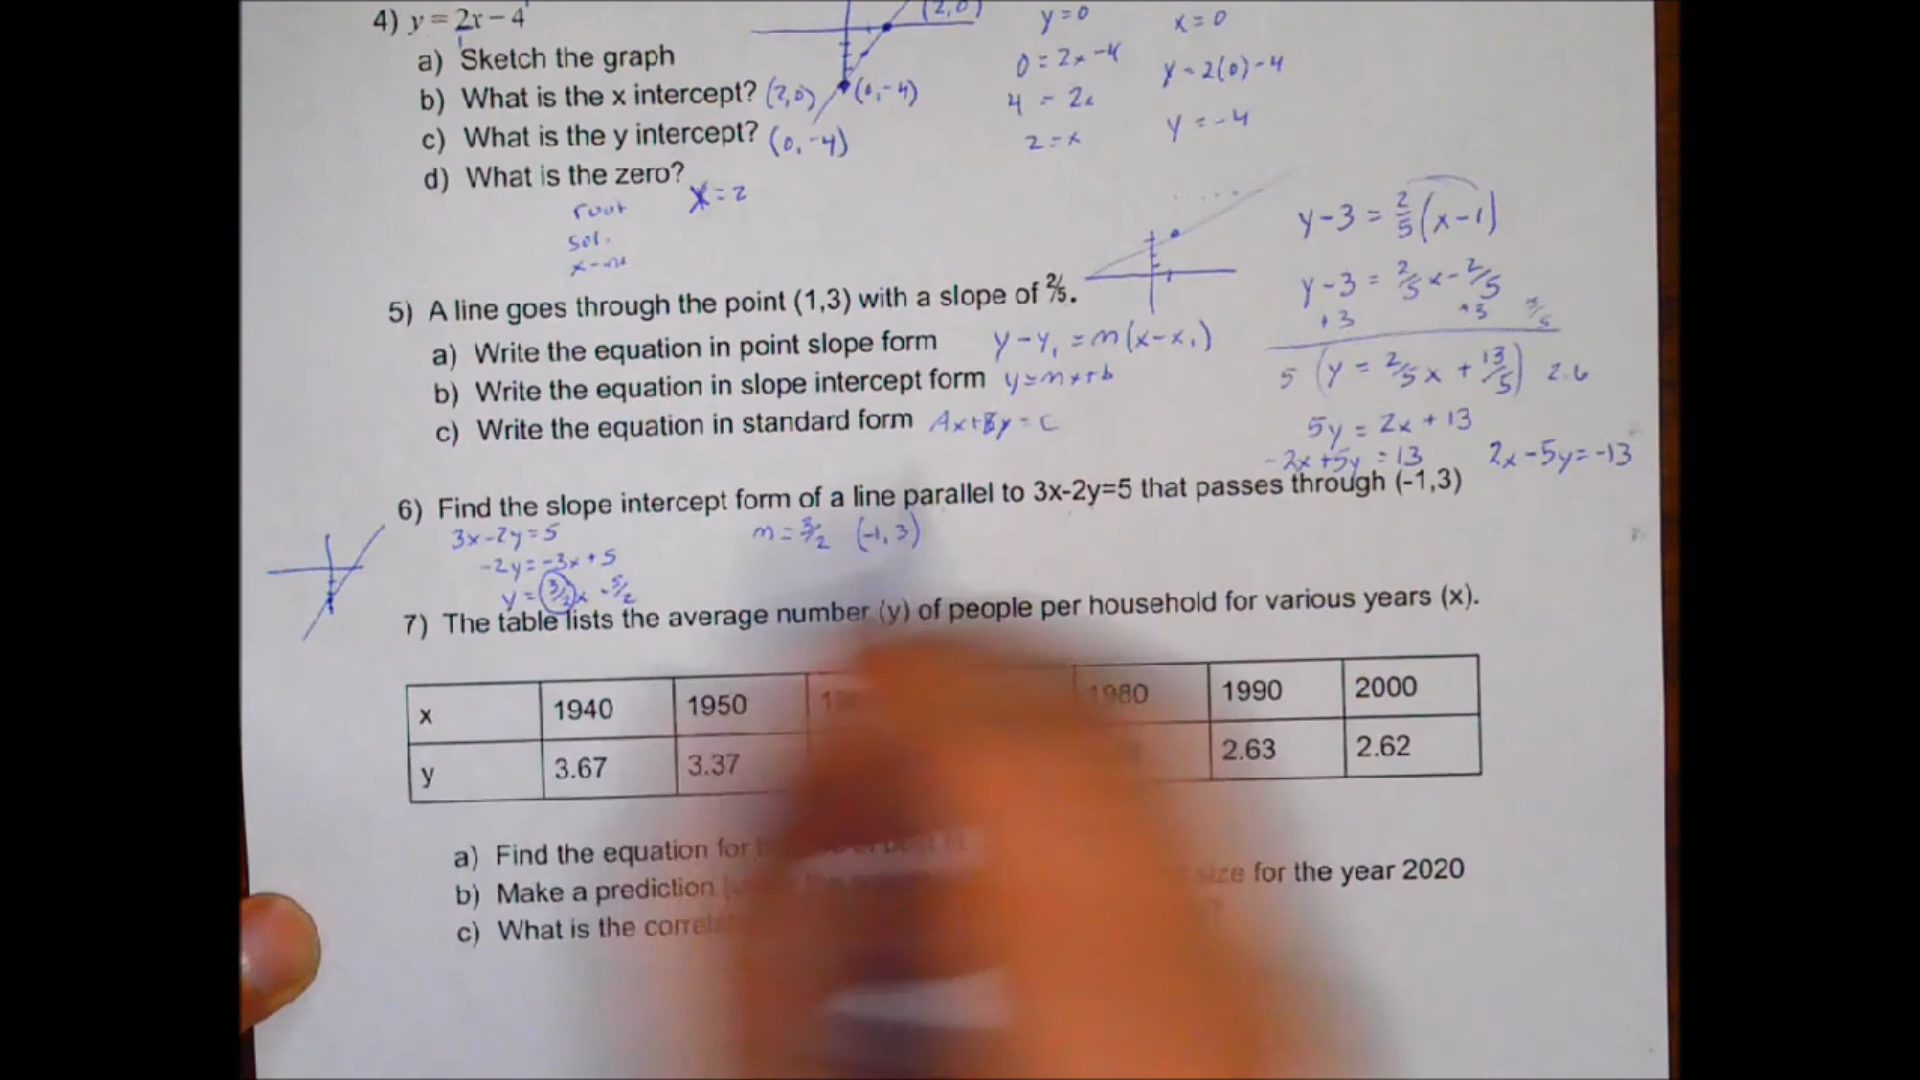 4) y = 2x - 4
(2,0)
y=0
x=0
a) Sketch the graph
0 = 2x - 4
y = 2(0) - 4
b) What is the x intercept? (2,0)
(0,-4)
4 = 2x
c) What is the y intercept? (0,-4)
2 = x
y = -4
d) What is the zero?
x = 2
root
sol.
x-int
y-3 = 2/5(x-1)
y-3 = 2/5x - 2/5
+3 +3
5) A line goes through the point (1,3) with a slope of ⅖.
a) Write the equation in point slope form y-y₁ = m(x-x₁)
5(y = 2/5x + 13/5) 2.6
b) Write the equation in slope intercept form y=mx+b
c) Write the equation in standard form Ax+By=C
5y = 2x + 13
-2x+5y = 13 2x-5y=-13
6) Find the slope intercept form of a line parallel to 3x-2y=5 that passes through (-1,3)
3x-2y=5
m = 3/2 (-1,3)
-2y=-3x+5
y = 3/2x - 5/2
7) The table lists the average number (y) of people per household for various years (x).
x 1940 1950 1980 1990 2000
y 3.67 3.37 2.63 2.62
a) Find the equation for
b) Make a prediction size for the year 2020
c) What is the